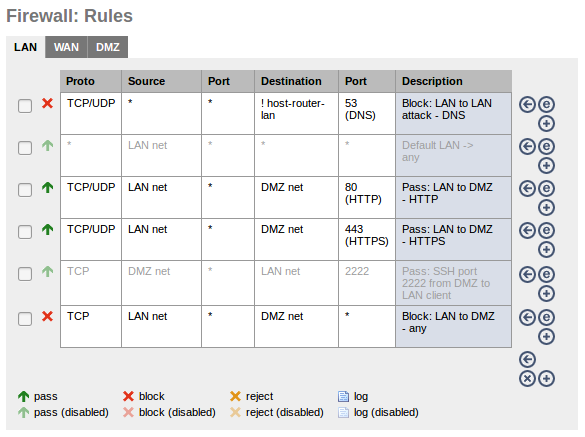 Firewall: Rules
LAN WAN DMZ
Proto Source Port Destination Port Description
TCP/UDP * * ! host-router-lan 53 (DNS) Block: LAN to LAN attack - DNS
* LAN net * * * Default LAN -> any
TCP/UDP LAN net * DMZ net 80 (HTTP) Pass: LAN to DMZ - HTTP
TCP/UDP LAN net * DMZ net 443 (HTTPS) Pass: LAN to DMZ - HTTPS
TCP DMZ net * LAN net 2222 Pass: SSH port 2222 from DMZ to LAN client
TCP LAN net * DMZ net * Block: LAN to DMZ - any
pass block reject log
pass (disabled) block (disabled) reject (disabled) log (disabled)